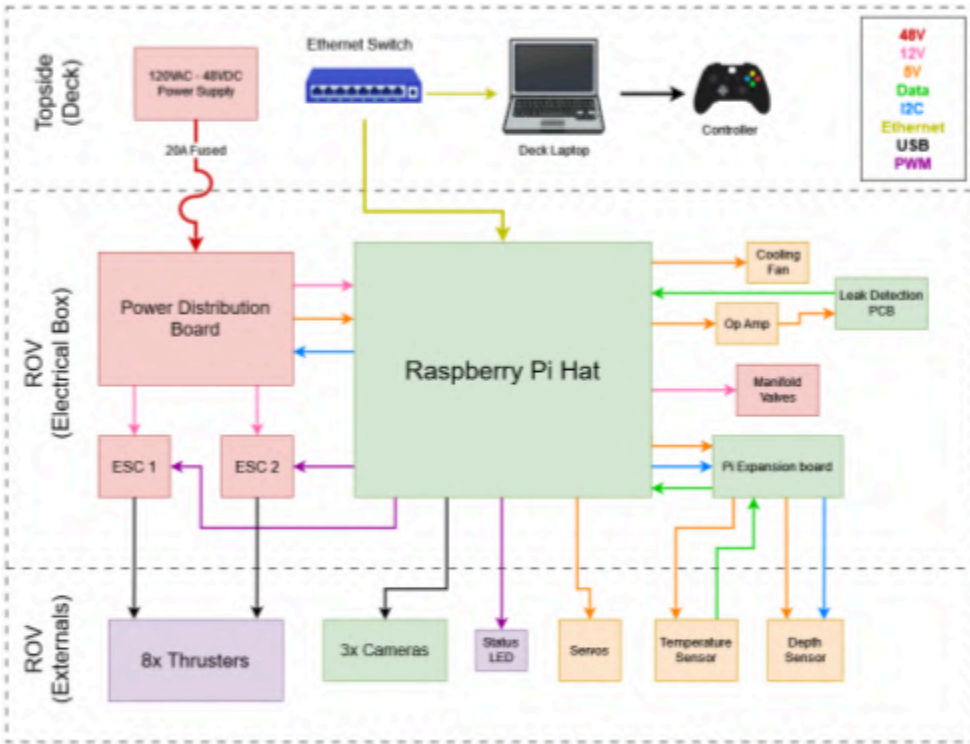 Topside
(Deck)
120VAC - 48VDC
Power Supply
20A Fused
Ethernet Switch
Deck Laptop
Controller
48V
12V
5V
Data
I2C
Ethernet
USB
PWM
ROV
(Electrical Box)
Power Distribution
Board
Raspberry Pi Hat
Cooling
Fan
Leak Detection
PCB
Op Amp
Manifold
Valves
ESC 1
ESC 2
Pi Expansion board
ROV
(Externals)
8x Thrusters
3x Cameras
Status
LED
Servos
Temperature
Sensor
Depth
Sensor